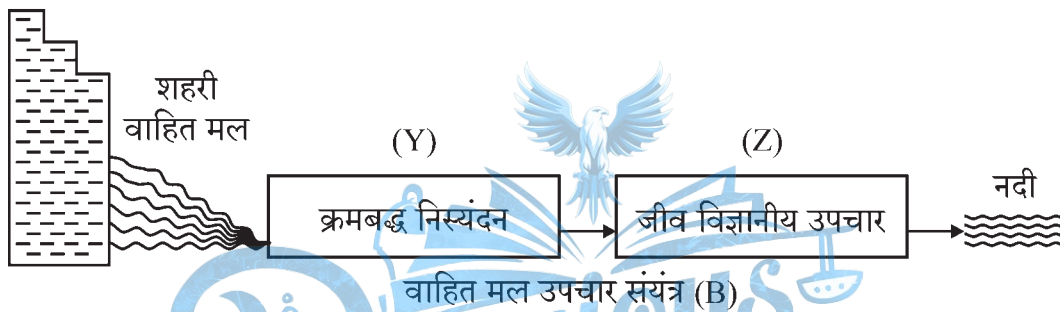 शहरी
वाहित मल
(Y)
(Z)
क्रमबद्ध निस्यंदन
जीव विज्ञानीय उपचार
नदी
वाहित मल उपचार संयंत्र (B)